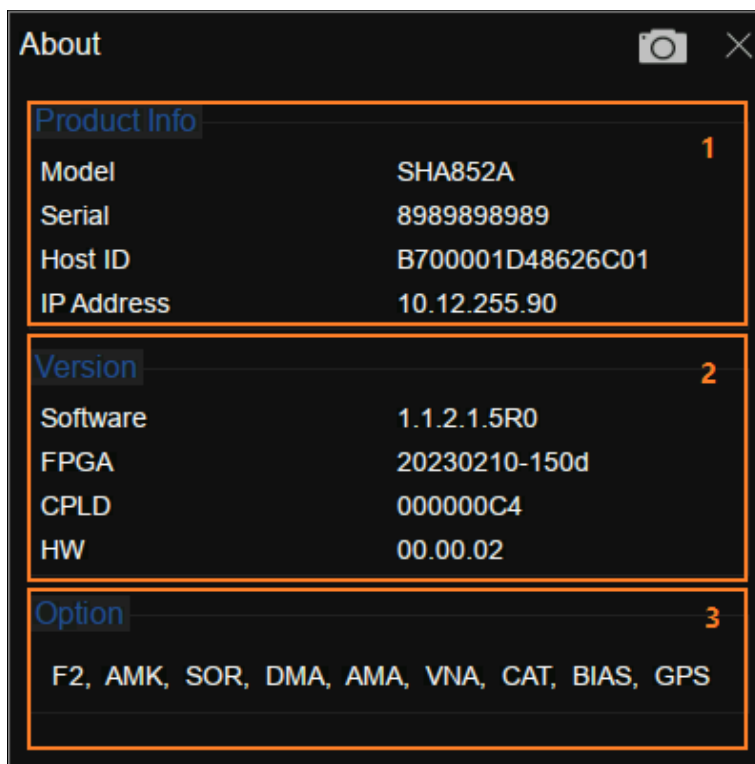 About
Product Info
1
Model SHA852A
Serial 8989898989
Host ID B700001D48626C01
IP Address 10.12.255.90
Version
2
Software 1.1.2.1.5R0
FPGA 20230210-150d
CPLD 000000C4
HW 00.00.02
Option
3
F2, AMK, SOR, DMA, AMA, VNA, CAT, BIAS, GPS